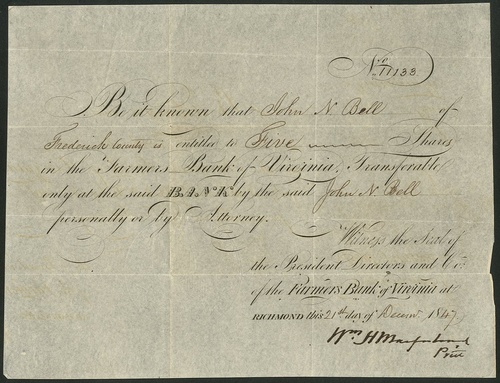 No 11133
Be it known that John N Bell of
Frederick County is entitled to Five Shares
in the Farmers Bank of Virginia, Transferable
only at the said BANK by the said John N. Bell
personally or by Attorney.
Witness the Seal of
the President Directors and Co.
of the Farmers Bank of Virginia at
RICHMOND this 21st day of Decemr 1847
Wm H Macfarland
Prest